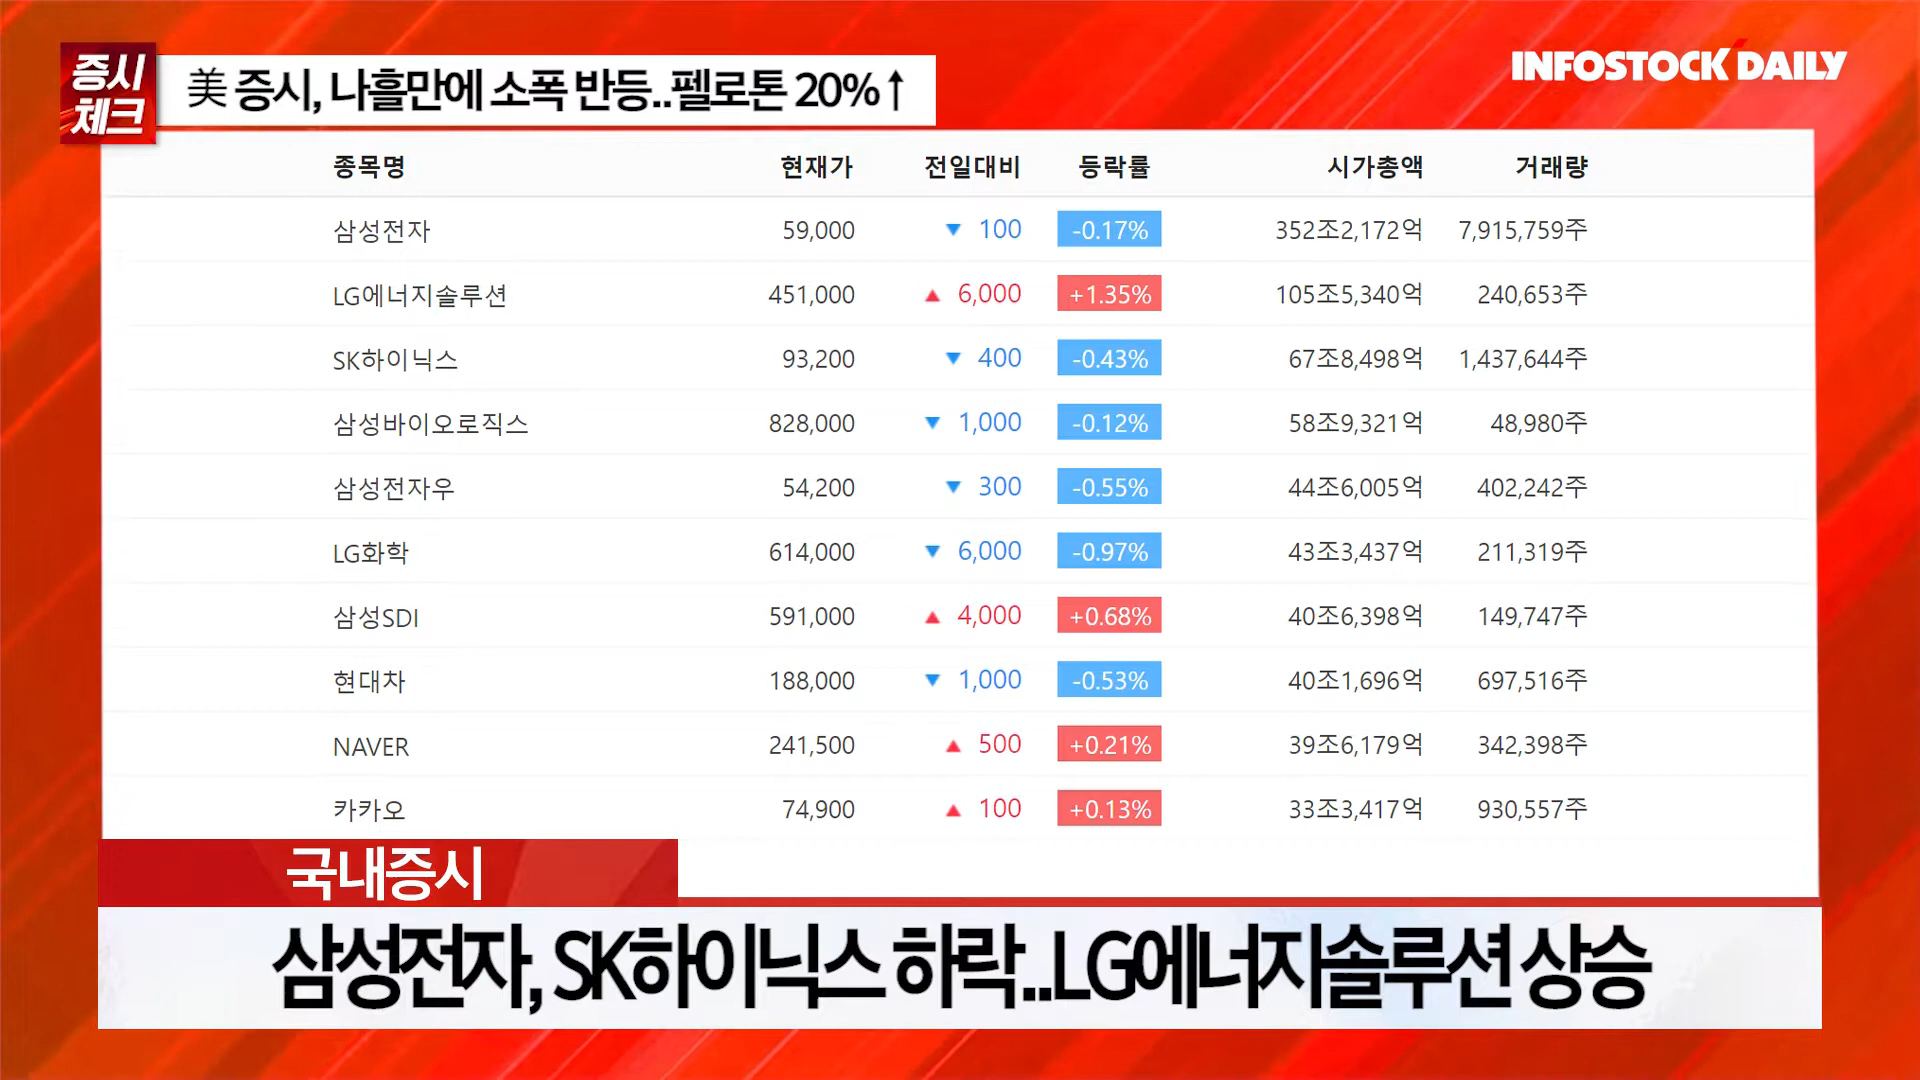 증시
체크
美 증시, 나흘만에 소폭 반등..펠로톤 20%↑
INFOSTOCK DAILY
종목명 현재가 전일대비 등락률 시가총액 거래량
삼성전자 59,000 ▼ 100 -0.17% 352조2,172억 7,915,759주
LG에너지솔루션 451,000 ▲ 6,000 +1.35% 105조5,340억 240,653주
SK하이닉스 93,200 ▼ 400 -0.43% 67조8,498억 1,437,644주
삼성바이오로직스 828,000 ▼ 1,000 -0.12% 58조9,321억 48,980주
삼성전자우 54,200 ▼ 300 -0.55% 44조6,005억 402,242주
LG화학 614,000 ▼ 6,000 -0.97% 43조3,437억 211,319주
삼성SDI 591,000 ▲ 4,000 +0.68% 40조6,398억 149,747주
현대차 188,000 ▼ 1,000 -0.53% 40조1,696억 697,516주
NAVER 241,500 ▲ 500 +0.21% 39조6,179억 342,398주
카카오 74,900 ▲ 100 +0.13% 33조3,417억 930,557주
국내증시
삼성전자, SK하이닉스 하락..LG에너지솔루션 상승